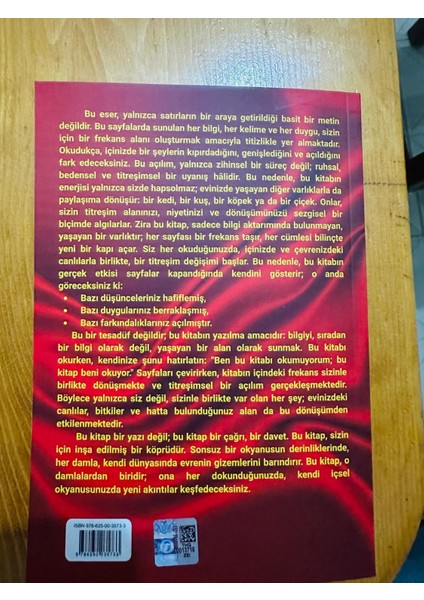 Bu eser, yalnızca satırların bir araya getirildiği basit bir metin
değildir. Bu sayfalarda sunulan her bilgi, her kelime ve her duygu, sizin
için bir frekans alanı oluşturmak amacıyla titizlikle yer almaktadır.
Okudukça, içinizde bir şeylerin kıpırdadığını, genişlediğini ve açıldığını
fark edeceksiniz. Bu açılım, yalnızca zihinsel bir süreç değil; ruhsal,
bedensel ve titreşimsel bir uyanış hâlidir. Bu nedenle, bu kitabın
enerjisi yalnızca sizde hapsolmaz; evinizde yaşayan diğer varlıklarla da
paylaşıma dönüşür: bir kedi, bir kuş, bir köpek ya da bir çiçek. Onlar,
sizin titreşim alanınızı, niyetinizi ve dönüşümünüzü sezgisel bir
biçimde algılarlar. Zira bu kitap, sadece bilgi aktarımında bulunmayan,
yaşayan bir varlıktır; her sayfası bir frekans taşır, her cümlesi bilinçte
yeni bir kapı açar. Siz her okuduğunuzda, içinizde ve çevrenizdeki
canlılarla birlikte, bir titreşim değişimi başlar. Bu nedenle, bu kitabın
gerçek etkisi sayfalar kapandığında kendini gösterir; o anda
göreceksiniz ki:
• Bazı düşünceleriniz hafiflemiş,
• Bazı duygularınız berraklaşmış,
• Bazı farkındalıklarınız açılmıştır.
Bu bir tesadüf değildir; bu kitabın yazılma amacıdır: bilgiyi, sıradan
bir bilgi olarak değil, yaşayan bir alan olarak sunmak. Bu kitabı
okurken, kendinize şunu hatırlatın: "Ben bu kitabı okumuyorum; bu
kitap beni okuyor." Sayfaları çevirirken, kitabın içindeki frekans sizinle
birlikte dönüşmekte ve titreşimsel bir açılım gerçekleşmektedir.
Böylece yalnızca siz değil, sizinle birlikte var olan her şey; evinizdeki
canlılar, bitkiler ve hatta bulunduğunuz alan da bu dönüşümden
etkilenmektedir.
Bu kitap bir yazı değil; bu kitap bir çağrı, bir davet. Bu kitap, sizin
için inşa edilmiş bir köprüdür. Sonsuz bir okyanusun derinliklerinde,
her damla, kendi dünyasında evrenin gizemlerini barındırır. Bu kitap, o
damlalardan biridir; ona her dokunduğunuzda, kendi içsel
okyanusunuzda yeni akıntılar keşfedeceksiniz.
ISBN-978-625-00-3573-3